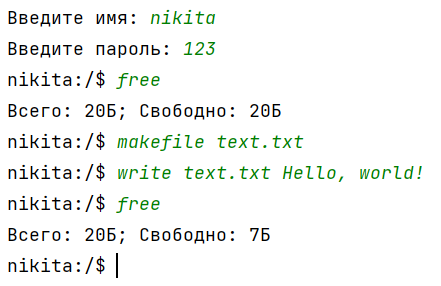 Введите имя: nikita
Введите пароль: 123
nikita:/$ free
Всего: 20Б; Свободно: 20Б
nikita:/$ makefile text.txt
nikita:/$ write text.txt Hello, world!
nikita:/$ free
Всего: 20Б; Свободно: 7Б
nikita:/$